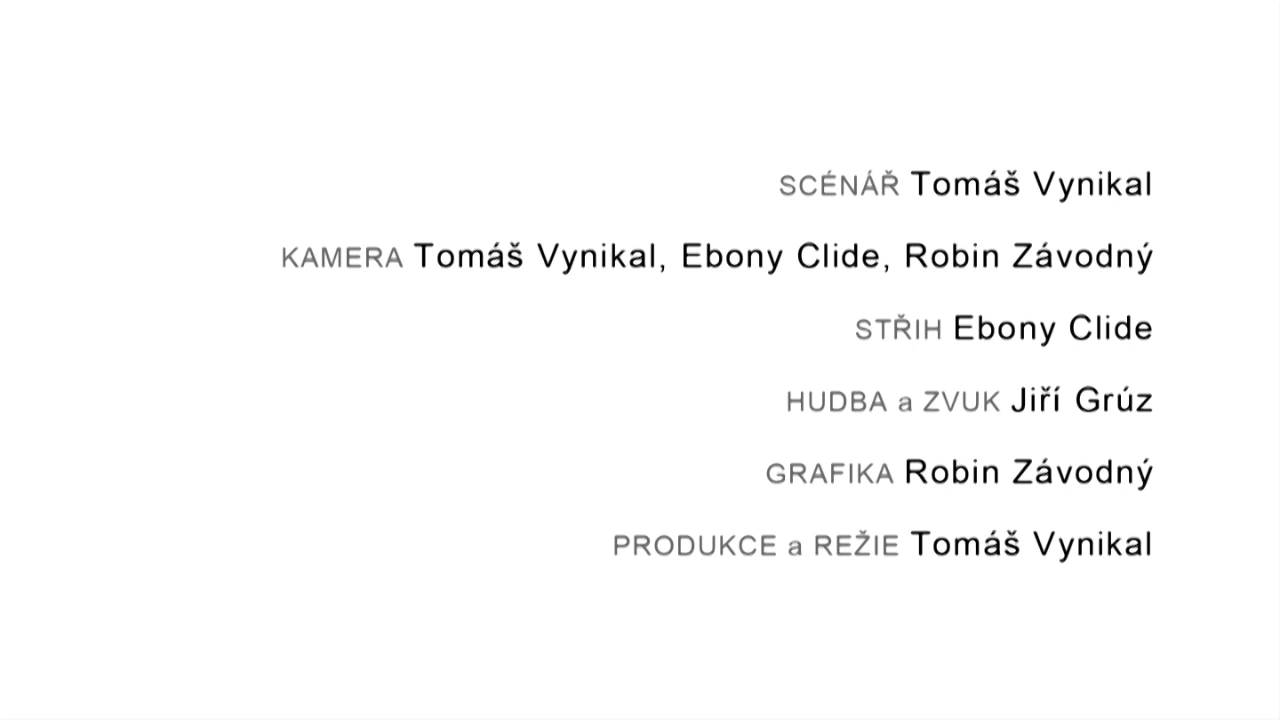 SCÉNÁŘ Tomáš Vynikal
KAMERA Tomáš Vynikal, Ebony Clide, Robin Závodný
STŘIH Ebony Clide
HUDBA a ZVUK Jiří Grúz
GRAFIKA Robin Závodný
PRODUKCE a REŽIE Tomáš Vynikal